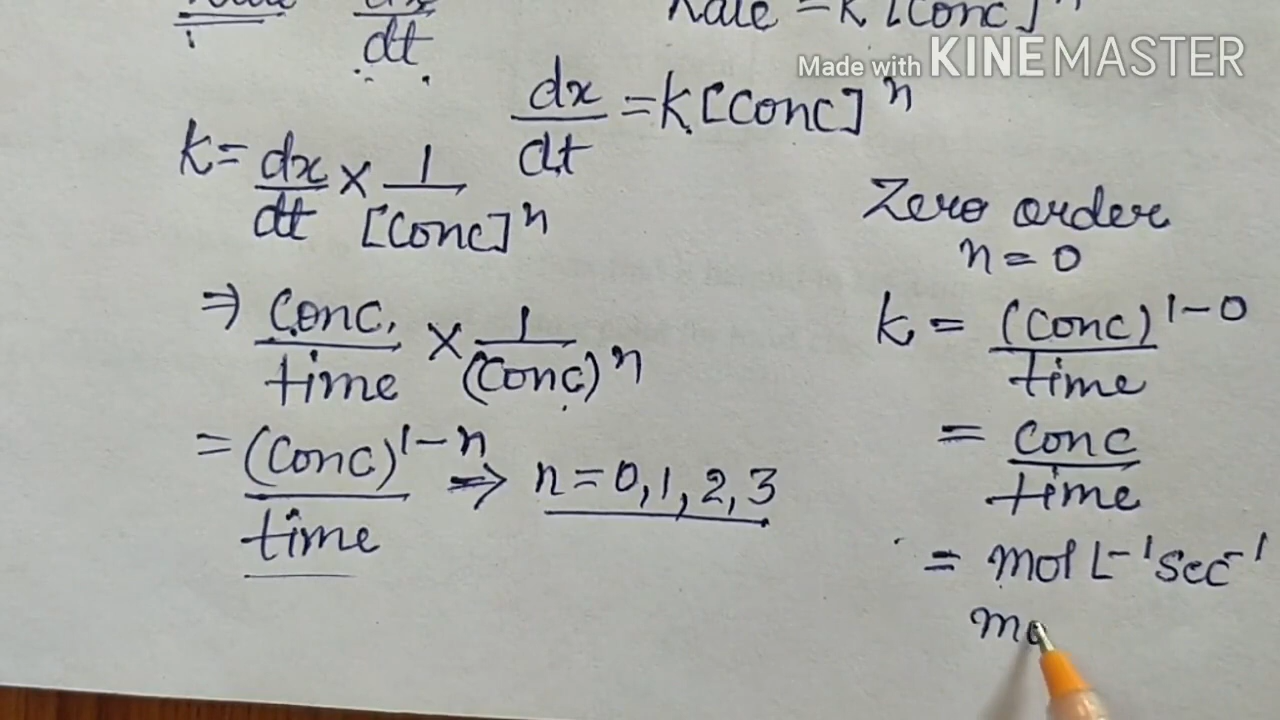 dx/dt
Rate = K [Conc]^n
Made with KINEMASTER
dx/dt = K [Conc]^n
K = dx/dt × 1/[Conc]^n
⇒ Conc./time × 1/(Conc)^n
= (Conc)^1-n/time ⇒ n = 0, 1, 2, 3
Zero order
n = 0
K = (Conc)^1-0/time
= Conc/time
= mol L^-1 sec^-1
mo